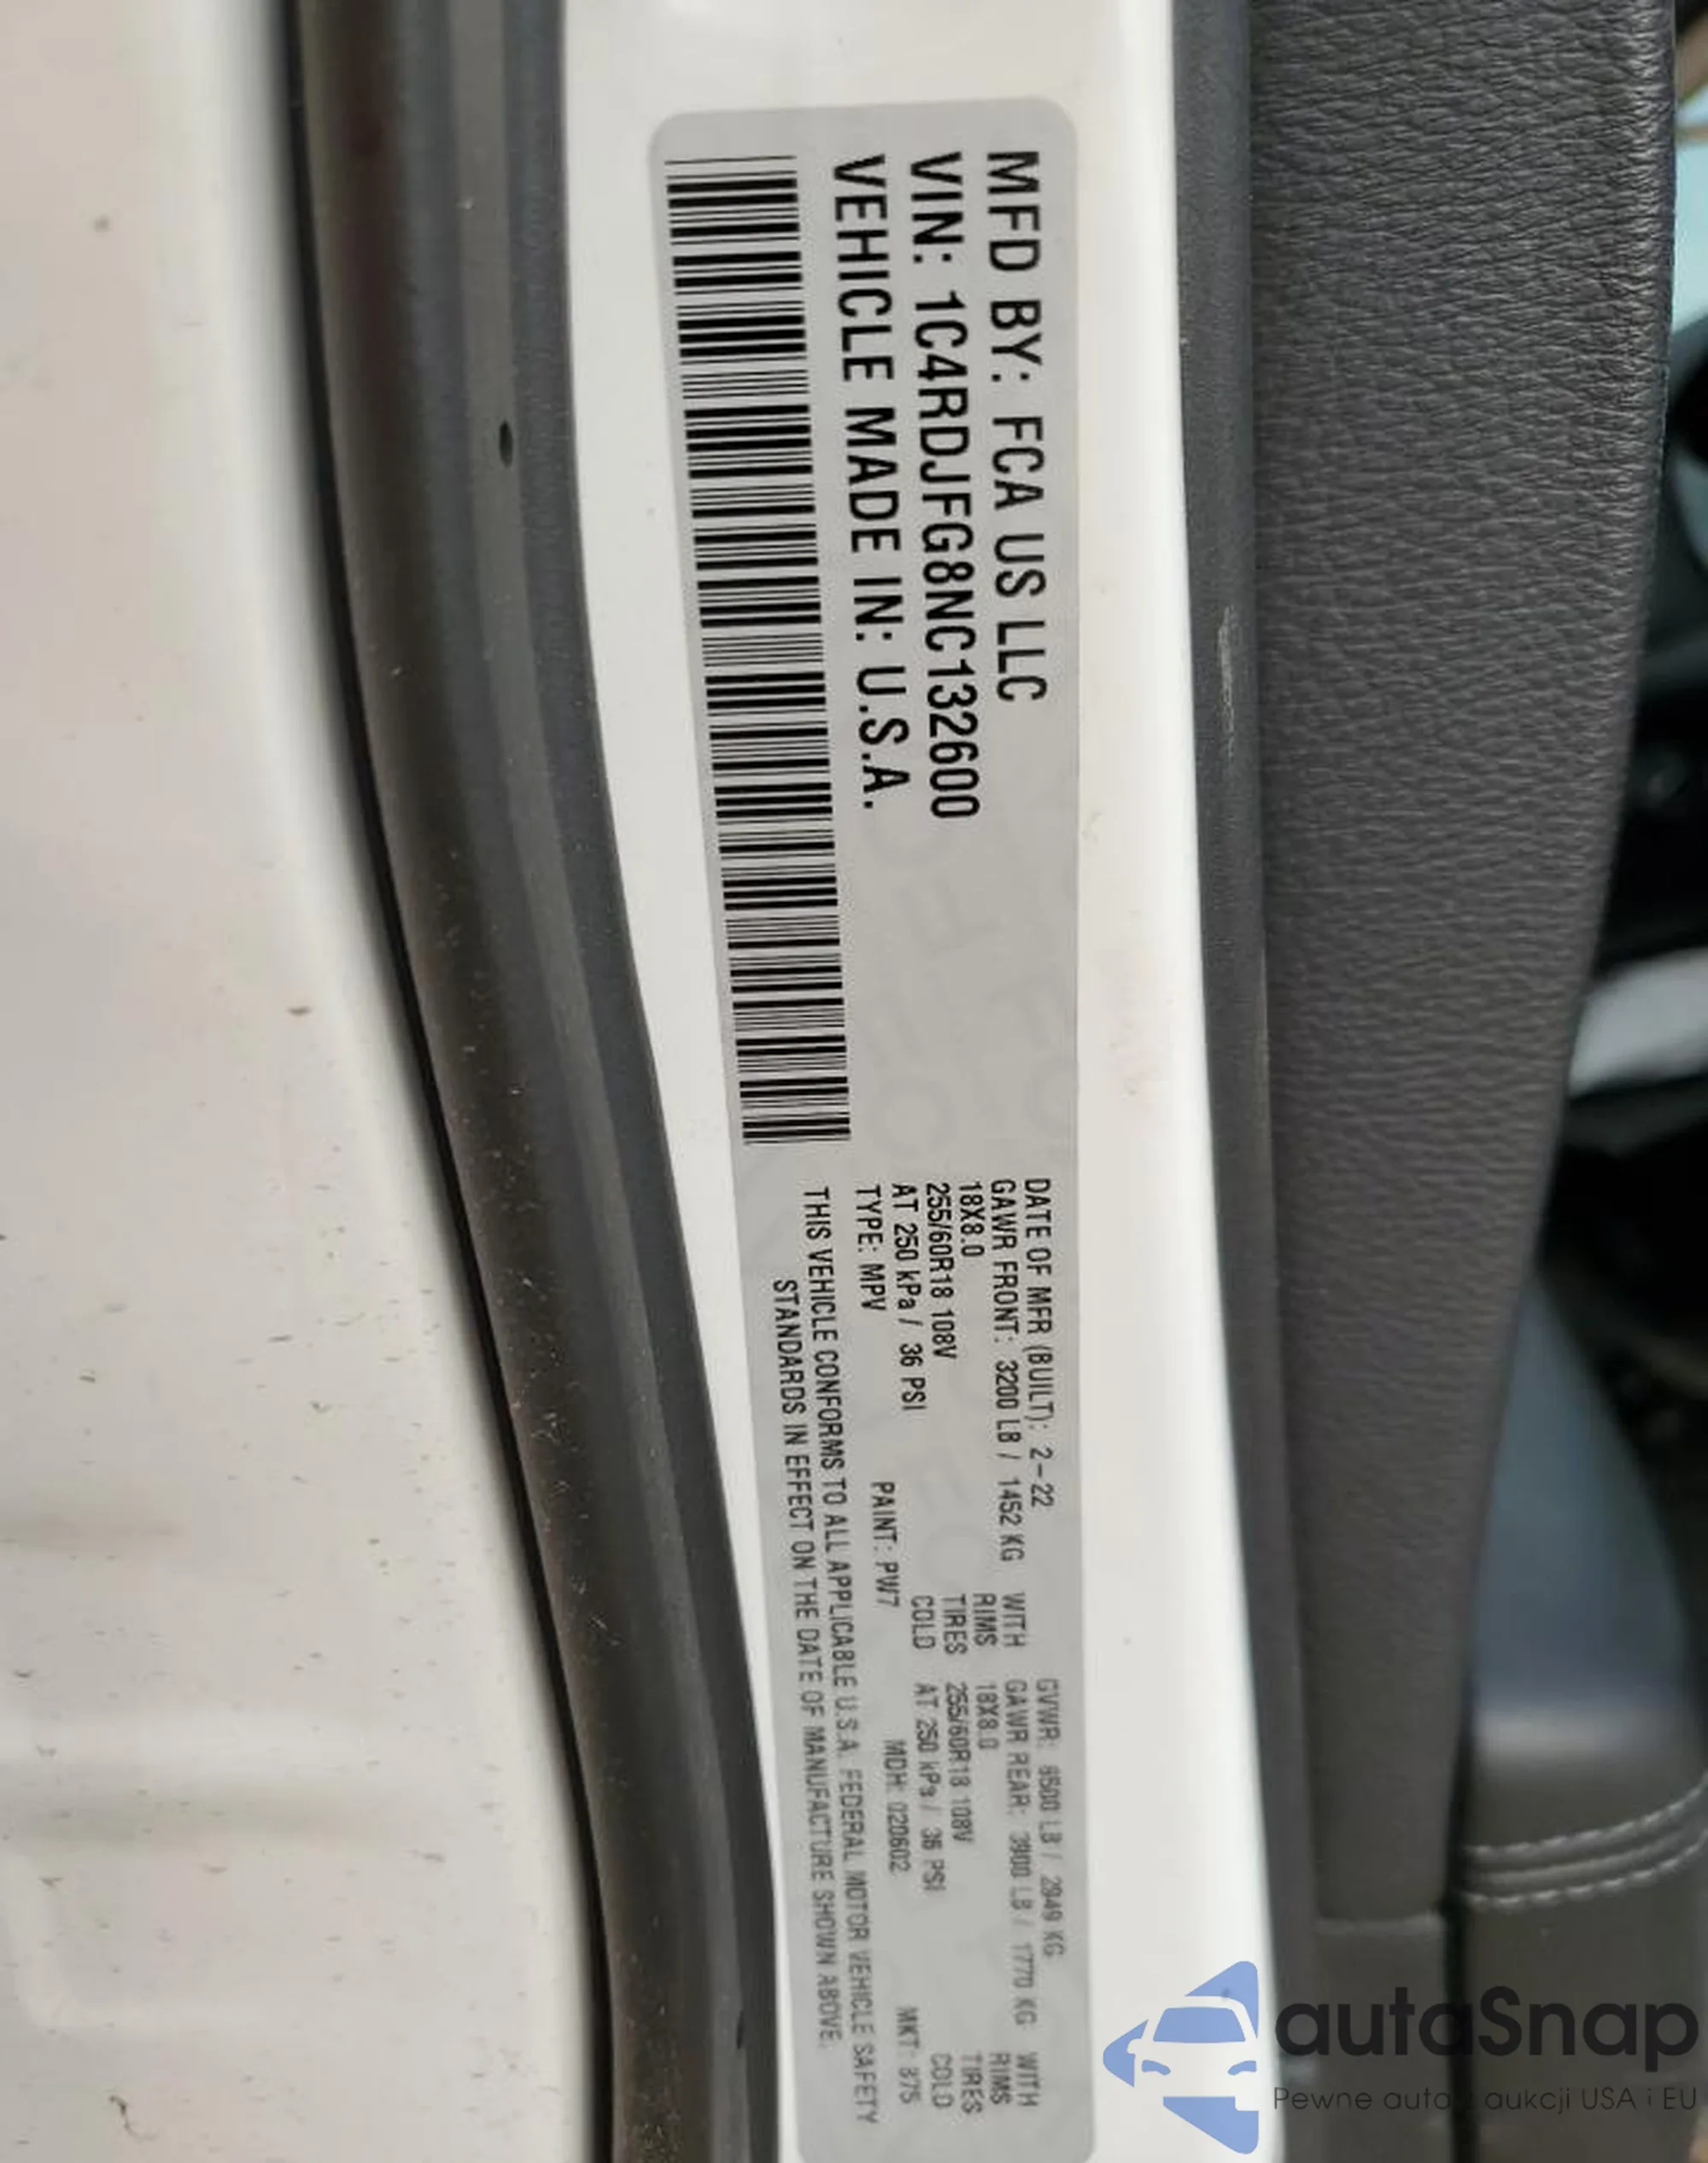 MFD BY: FCA US LLC
VIN: 1C4RDJFG8NC132600
VEHICLE MADE IN: U.S.A.
DATE OF MFR (BUILT): 2-22 GVWR: 6500 LB / 2949 KG
GAWR FRONT: 3200 LB / 1452 KG WITH GAWR REAR: 3900 LB / 1770 KG WITH
18X8.0 RIMS 18X8.0 RIMS
255/60R18 108V TIRES 255/60R18 108V TIRES
AT 250 kPa / 36 PSI COLD AT 250 kPa / 36 PSI COLD
TYPE: MPV PAINT: PW7 MDH: 020602 MKT: 875
THIS VEHICLE CONFORMS TO ALL APPLICABLE U.S.A. FEDERAL MOTOR VEHICLE SAFETY
STANDARDS IN EFFECT ON THE DATE OF MANUFACTURE SHOWN ABOVE.
autaSnap
Pewne auto aukcji USA i EU